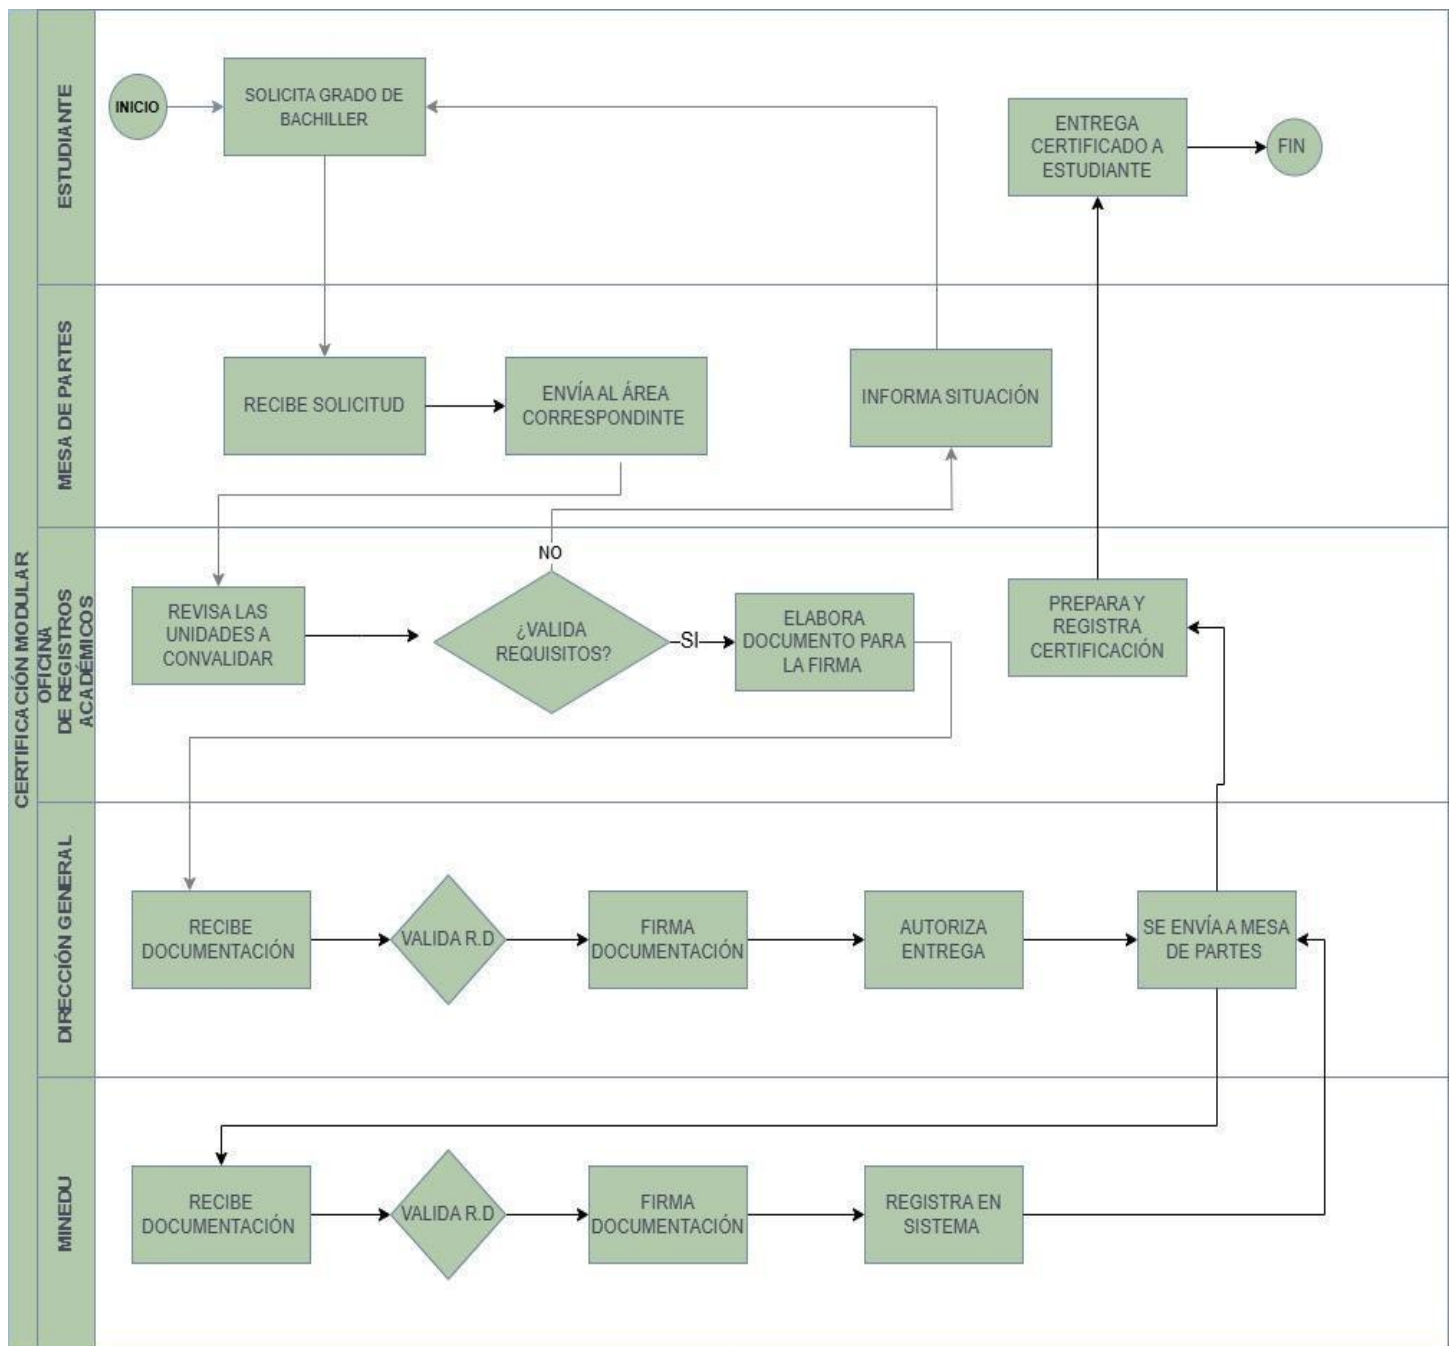 CERTIFICACIÓN MODULAR
ESTUDIANTE
INICIO
SOLICITA GRADO DE
BACHILLER
ENTREGA
CERTIFICADO A
ESTUDIANTE
FIN
MESA DE PARTES
RECIBE SOLICITUD
ENVÍA AL ÁREA
CORRESPONDINTE
INFORMA SITUACIÓN
OFICINA
DE REGISTROS
ACADÉMICOS
REVISA LAS
UNIDADES A
CONVALIDAR
NO
¿VALIDA
REQUISITOS?
SI
ELABORA
DOCUMENTO PARA
LA FIRMA
PREPARA Y
REGISTRA
CERTIFICACIÓN
DIRECCIÓN GENERAL
RECIBE
DOCUMENTACIÓN
VALIDA R.D
FIRMA
DOCUMENTACIÓN
AUTORIZA
ENTREGA
SE ENVÍA A MESA
DE PARTES
MINEDU
RECIBE
DOCUMENTACIÓN
VALIDA R.D
FIRMA
DOCUMENTACIÓN
REGISTRA EN
SISTEMA